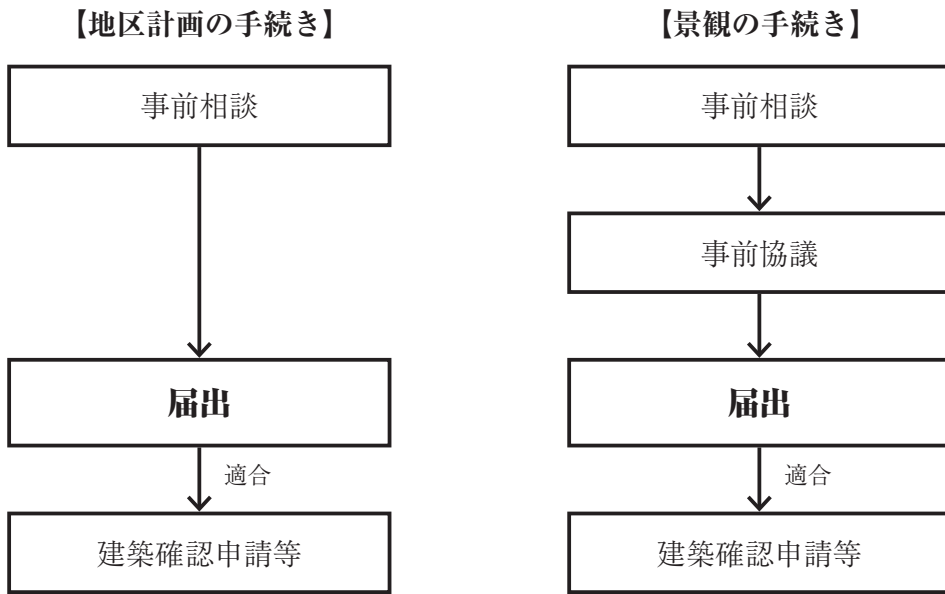 【地区計画の手続き】
事前相談
届出
適合
建築確認申請等
【景観の手続き】
事前相談
事前協議
届出
適合
建築確認申請等